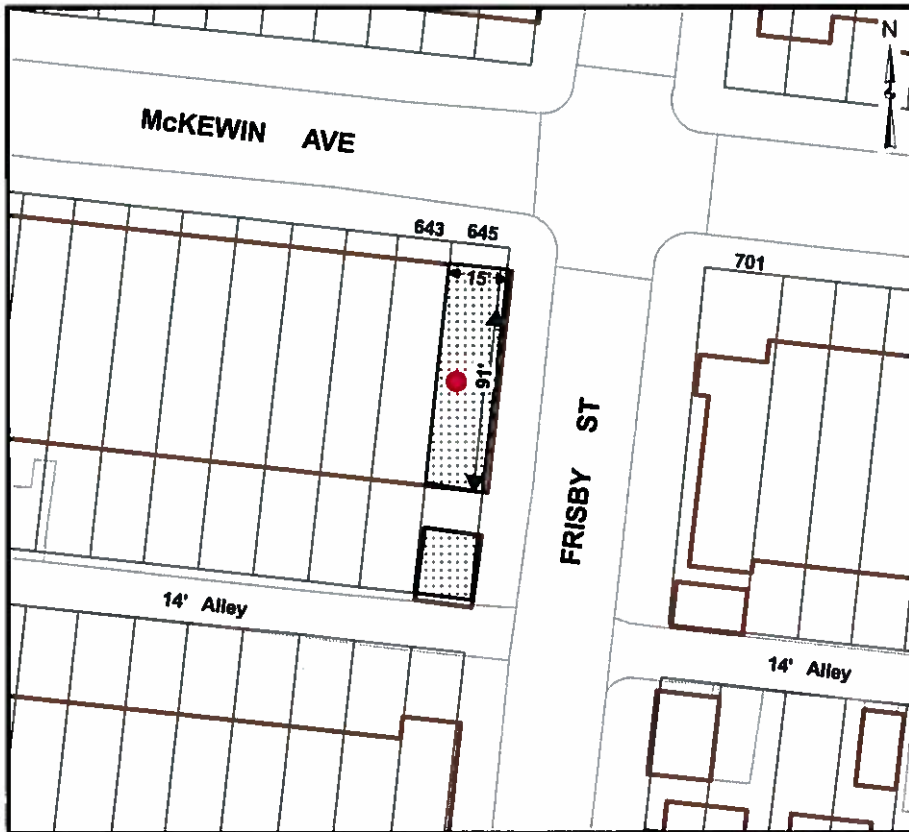 N
McKEWIN AVE
643 645
15'
701
91'
FRISBY ST
14' Alley
14' Alley